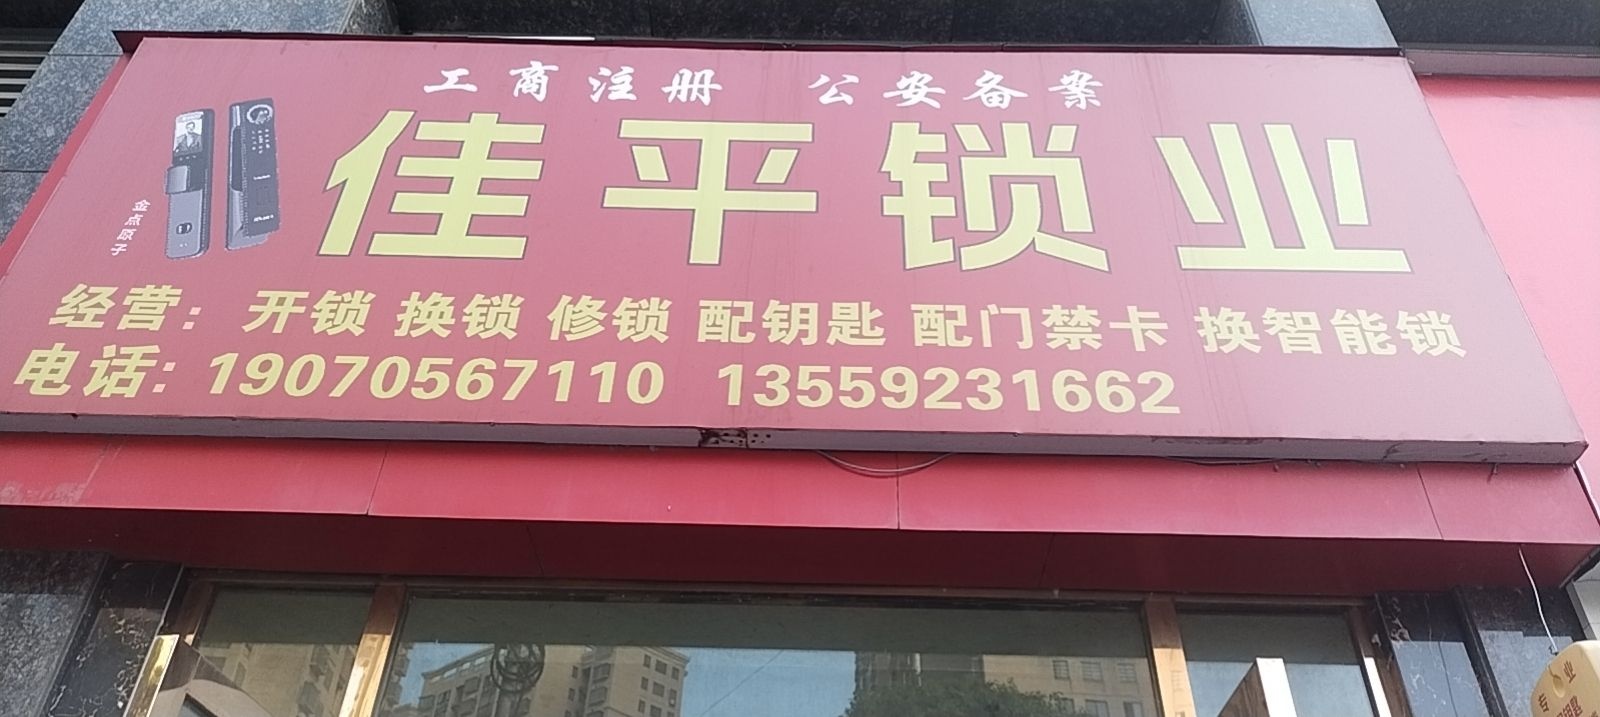 工商注册 公安备案
佳平锁业
金点原子
经营：开锁 换锁 修锁 配钥匙 配门禁卡 换智能锁
电话：19070567110 13559231662
专业